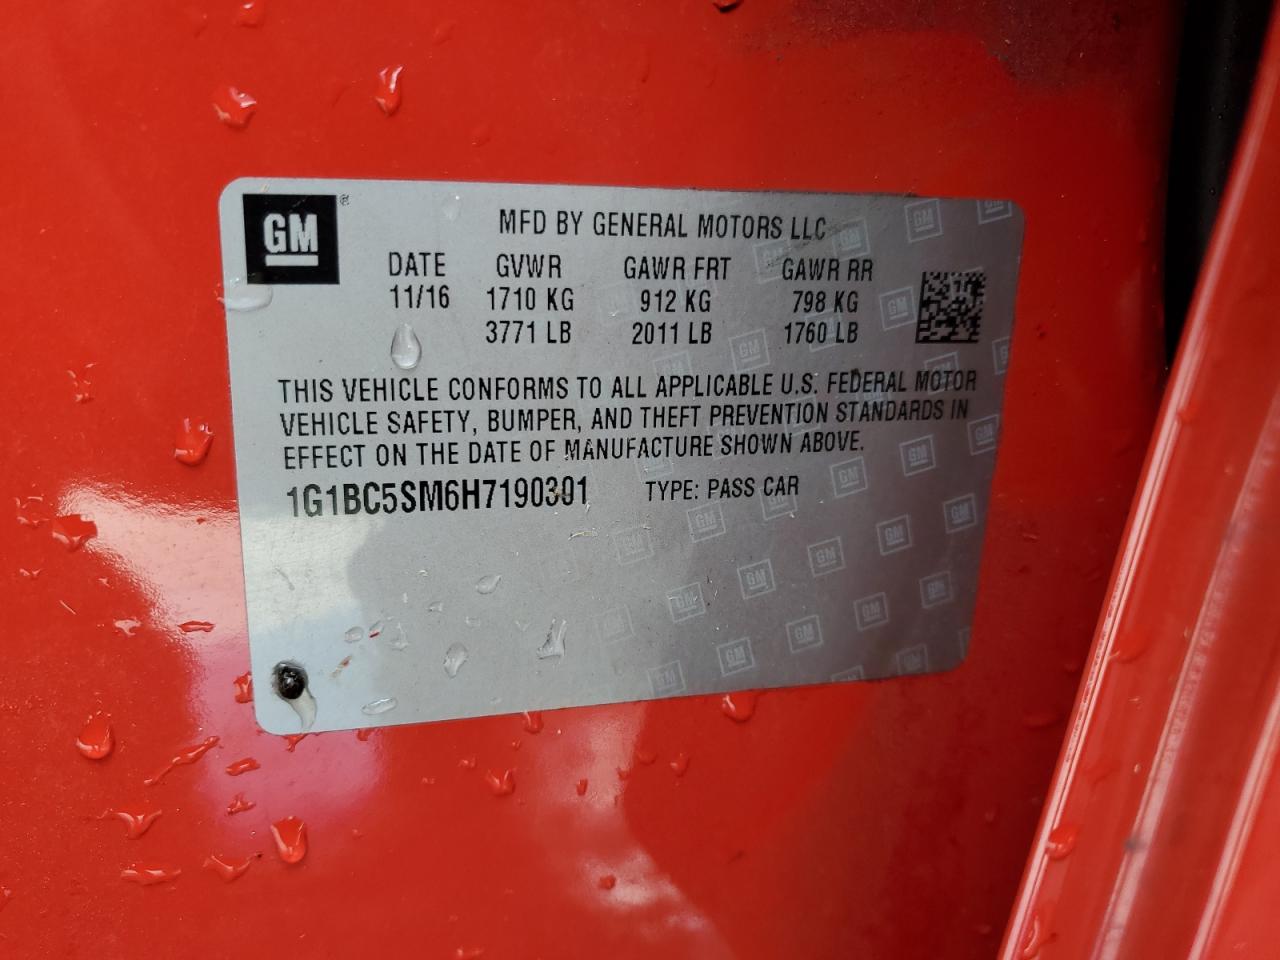 GM ®
MFD BY GENERAL MOTORS LLC
DATE GVWR GAWR FRT GAWR RR
11/16 1710 KG 912 KG 798 KG
3771 LB 2011 LB 1760 LB
THIS VEHICLE CONFORMS TO ALL APPLICABLE U.S. FEDERAL MOTOR
VEHICLE SAFETY, BUMPER, AND THEFT PREVENTION STANDARDS IN
EFFECT ON THE DATE OF MANUFACTURE SHOWN ABOVE.
1G1BC5SM6H7190301 TYPE: PASS CAR